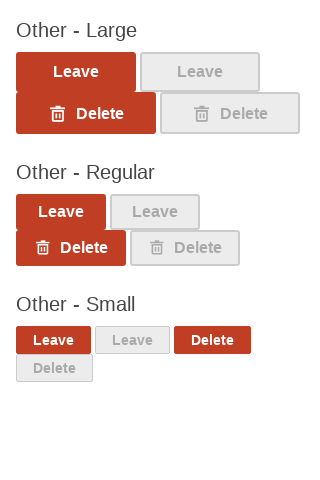 Other - Large
Leave Leave
Delete Delete
Other - Regular
Leave Leave
Delete Delete
Other - Small
Leave Leave Delete
Delete